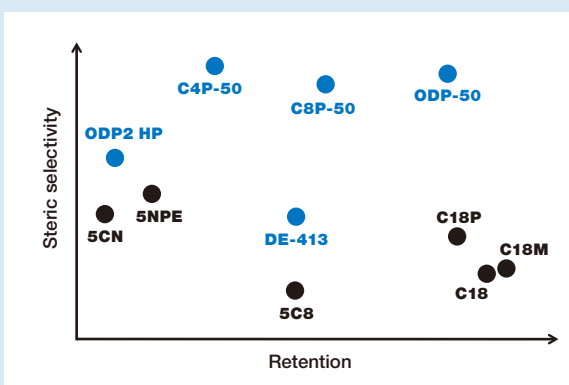 Steric selectivity
C4P-50
C8P-50
ODP-50
ODP2 HP
5CN
5NPE
DE-413
5C8
C18P
C18M
C18
Retention